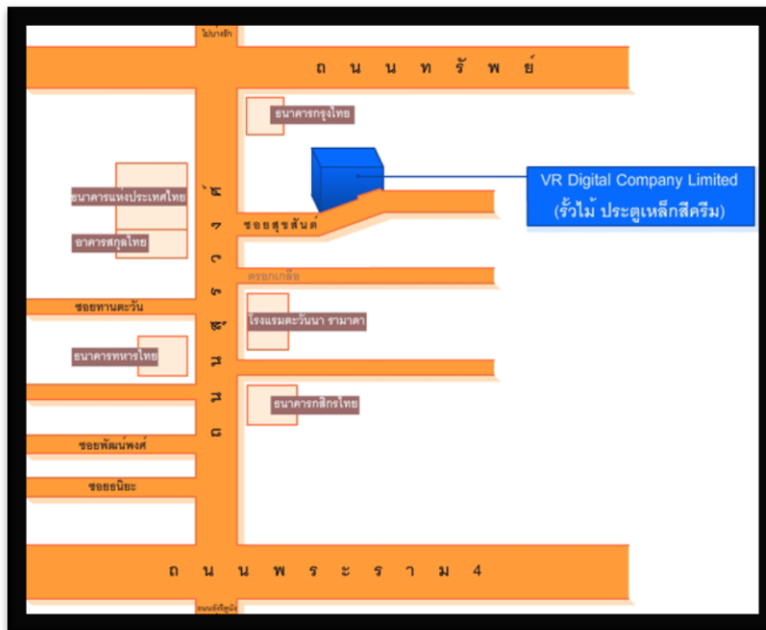 ถนนทรัพย์
ธนาคารกรุงไทย
VR Digital Company Limited
(รั้วไม้ ประตูเหล็กสีครีม)
ธนาคารแห่งประเทศไทย
ถนนสุรวงศ์
ซอยสุขสันต์
อาคารสกุลไทย
ตรอกเกลือ
ซอยทานตะวัน
โรงแรมตะวันนา รามาดา
ธนาคารทหารไทย
ธนาคารกสิกรไทย
ซอยพัฒน์พงศ์
ซอยธนิยะ
ถนนพระราม 4